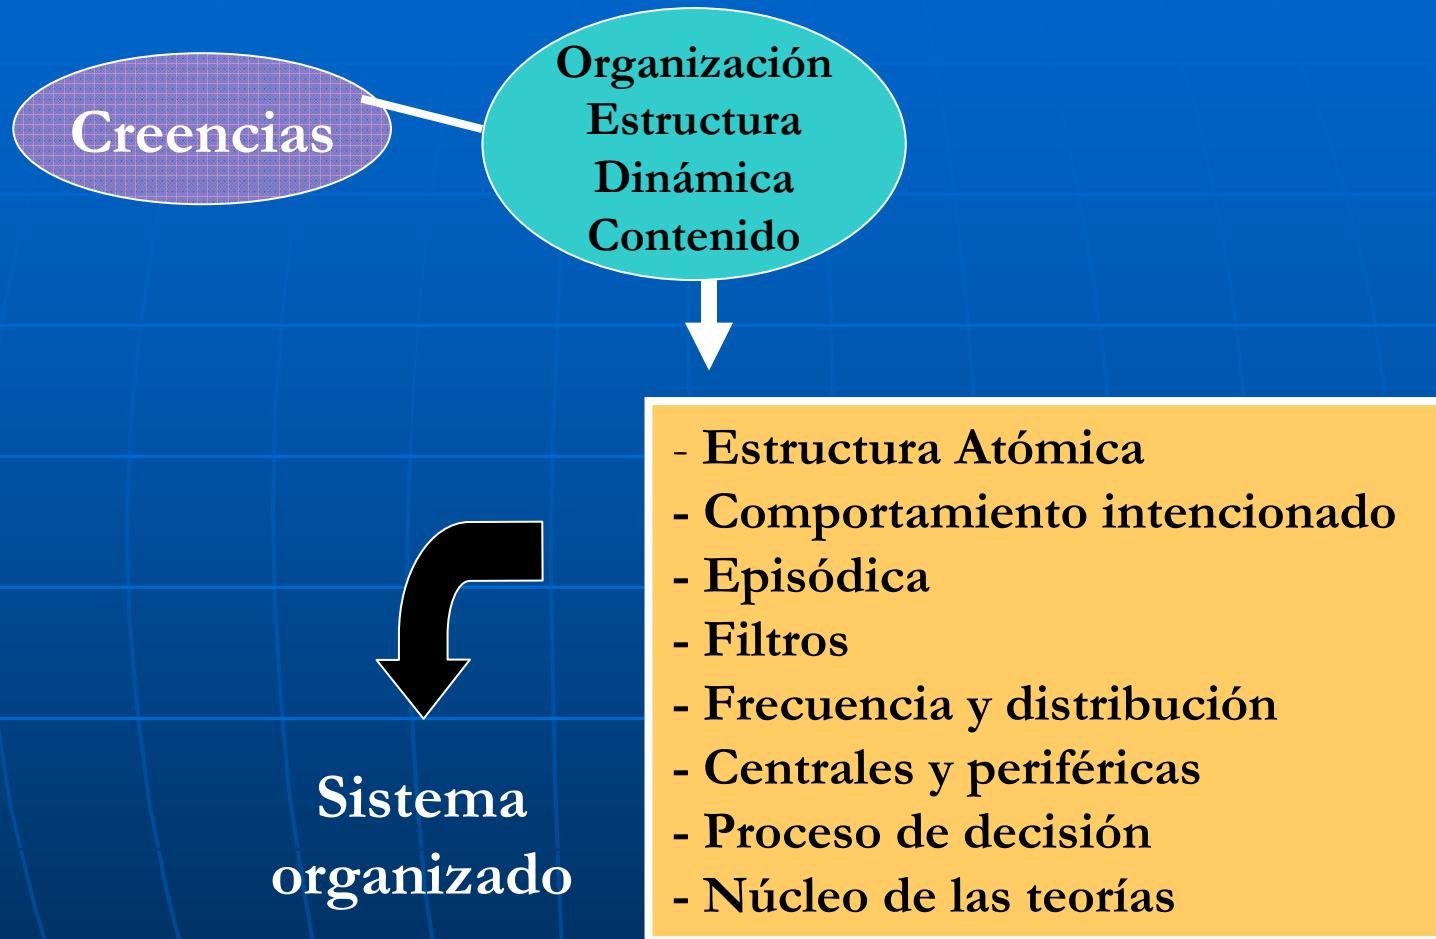 Creencias
Organización
Estructura
Dinámica
Contenido
- Estructura Atómica
- Comportamiento intencionado
- Episódica
- Filtros
- Frecuencia y distribución
- Centrales y periféricas
- Proceso de decisión
- Núcleo de las teorías
Sistema
organizado